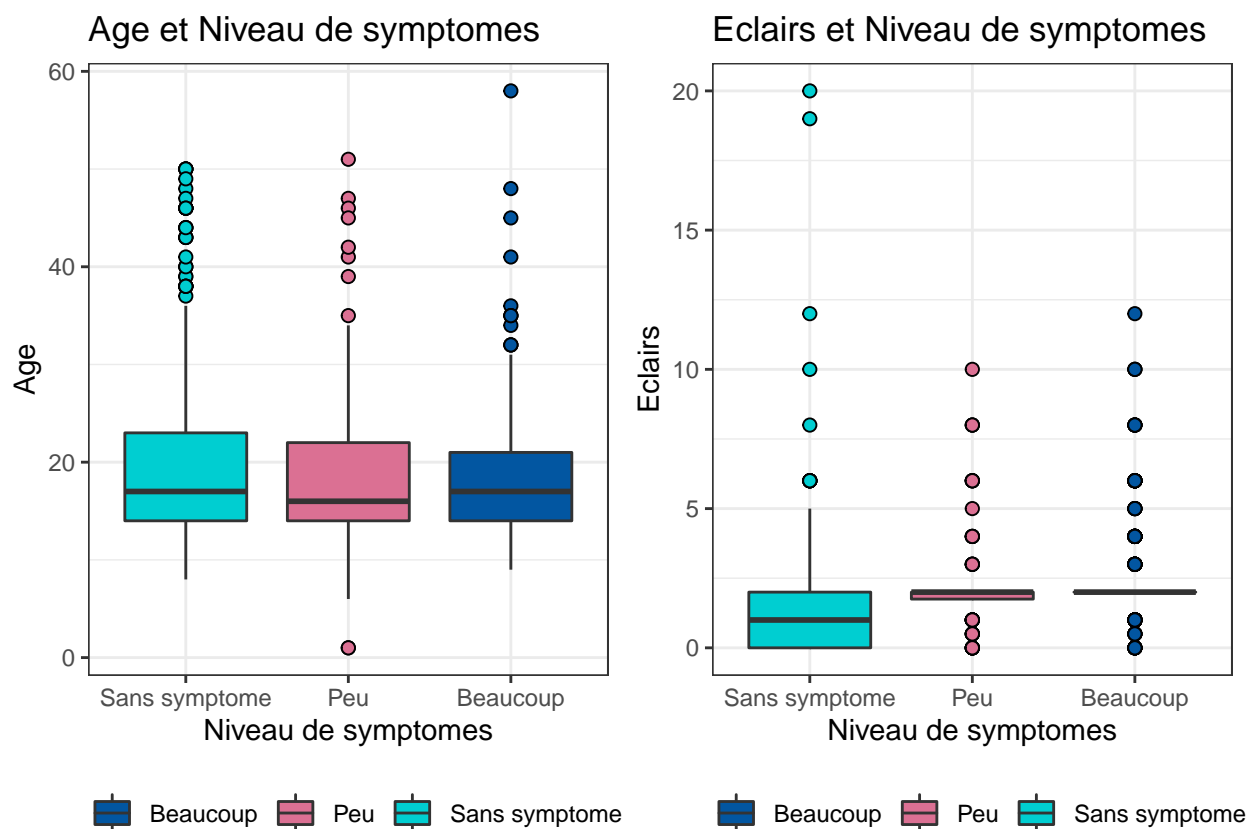 Age et Niveau de symptomes
60
40
20
0
Age
Sans symptome Peu Beaucoup
Niveau de symptomes
Beaucoup Peu Sans symptome
Eclairs et Niveau de symptomes
20
15
10
5
0
Eclairs
Sans symptome Peu Beaucoup
Niveau de symptomes
Beaucoup Peu Sans symptome